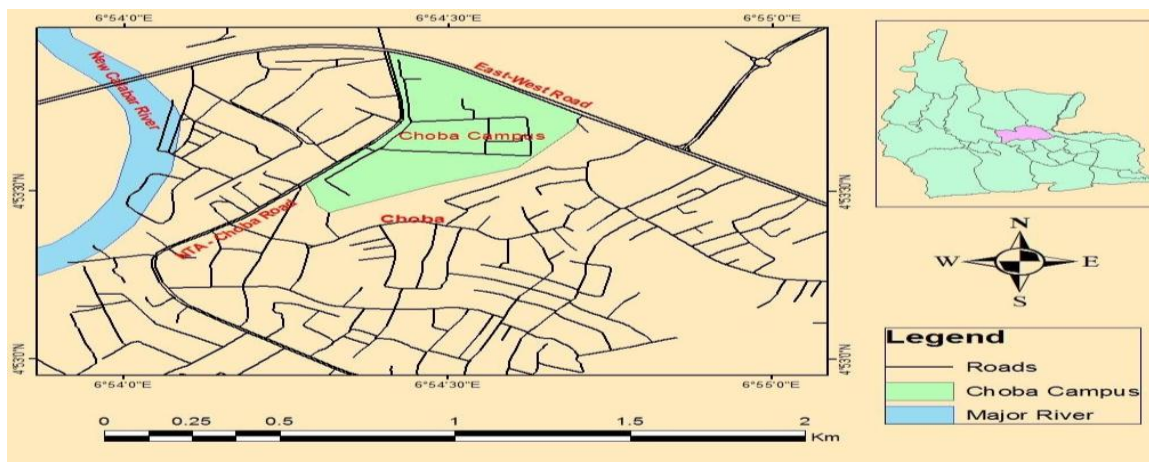 6°54'0"E
6°54'30"E
6°55'0"E
New Calabar River
East-West Road
Choba Campus
4°53'30"N
4°53'30"N
NTA - Choba Road
Choba
4°53'0"N
4°53'0"N
6°54'0"E
6°54'30"E
6°55'0"E
N
W
E
S
Legend
Roads
Choba Campus
Major River
0 0.25 0.5 1 1.5 2
Km